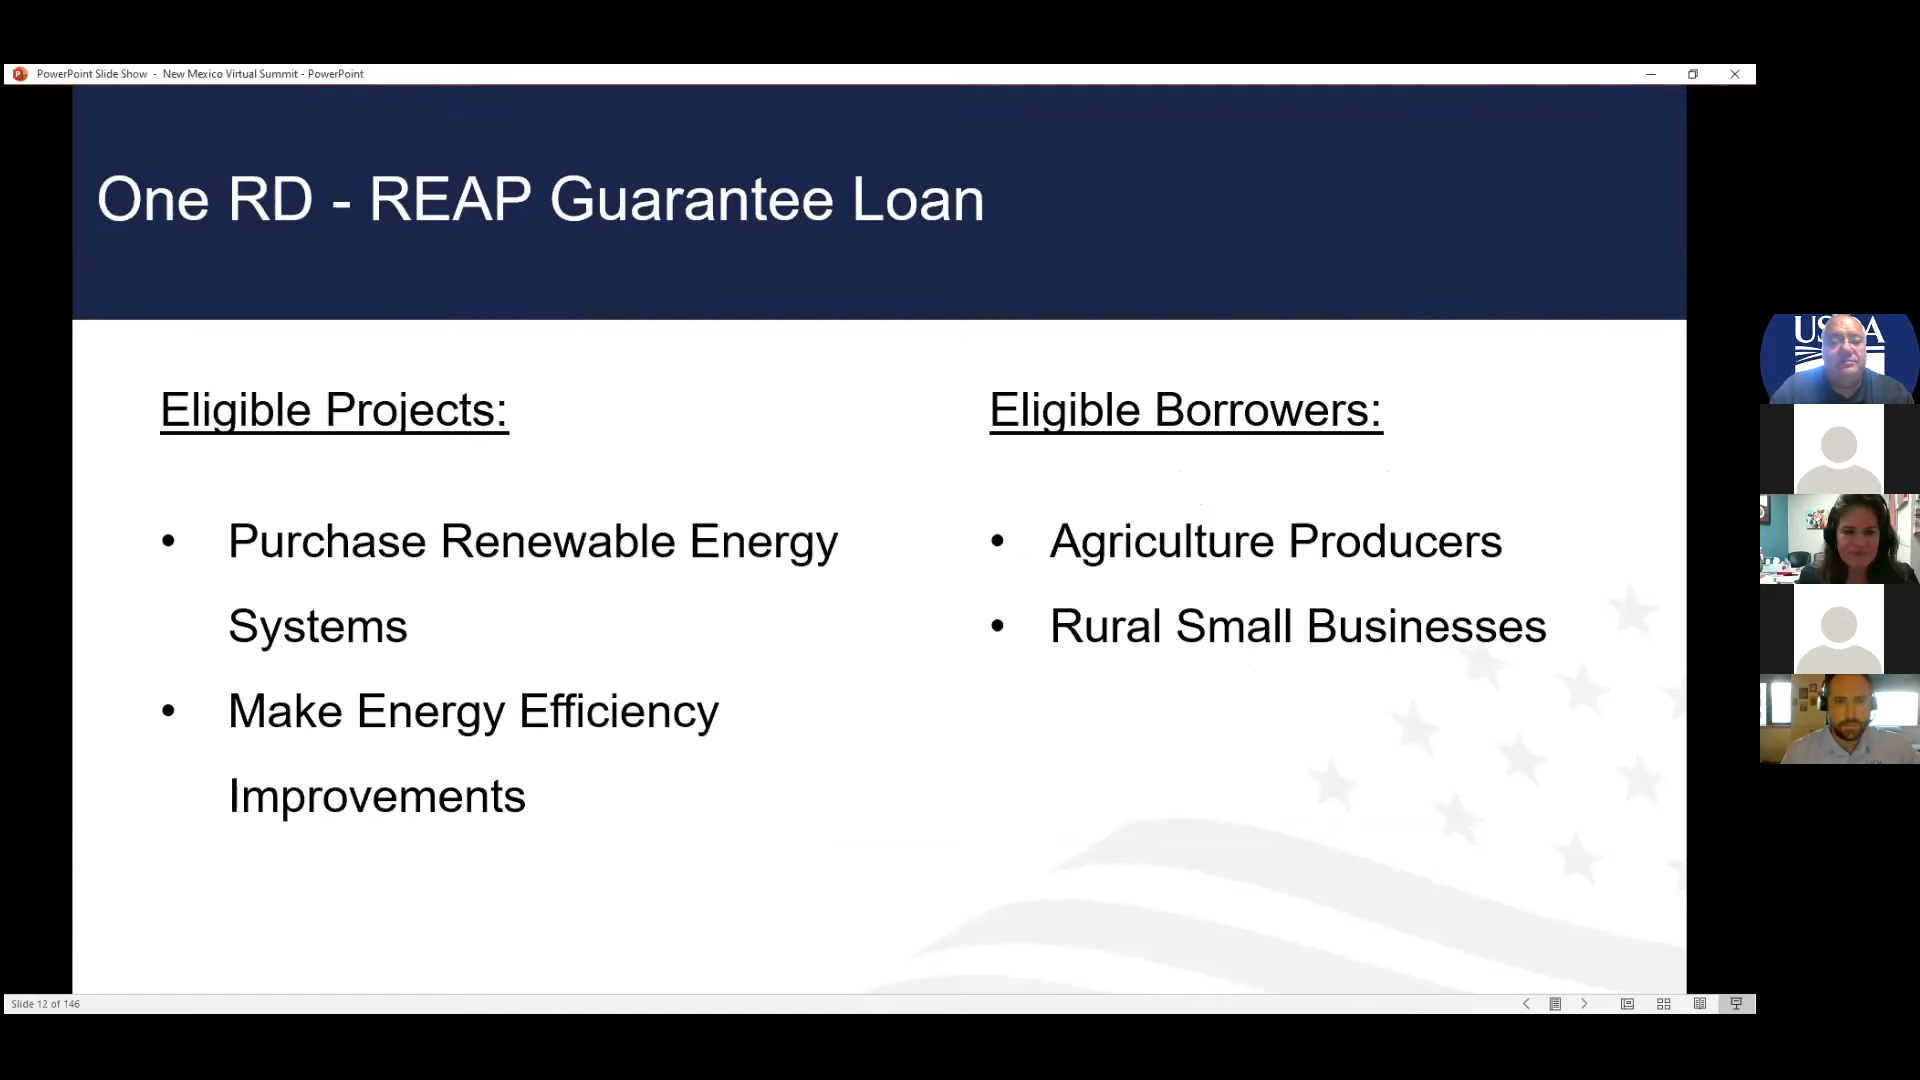 PowerPoint Slide Show - New Mexico Virtual Summit - PowerPoint
One RD - REAP Guarantee Loan
Eligible Projects:
• Purchase Renewable Energy
Systems
• Make Energy Efficiency
Improvements
Eligible Borrowers:
• Agriculture Producers
• Rural Small Businesses
Slide 12 of 146